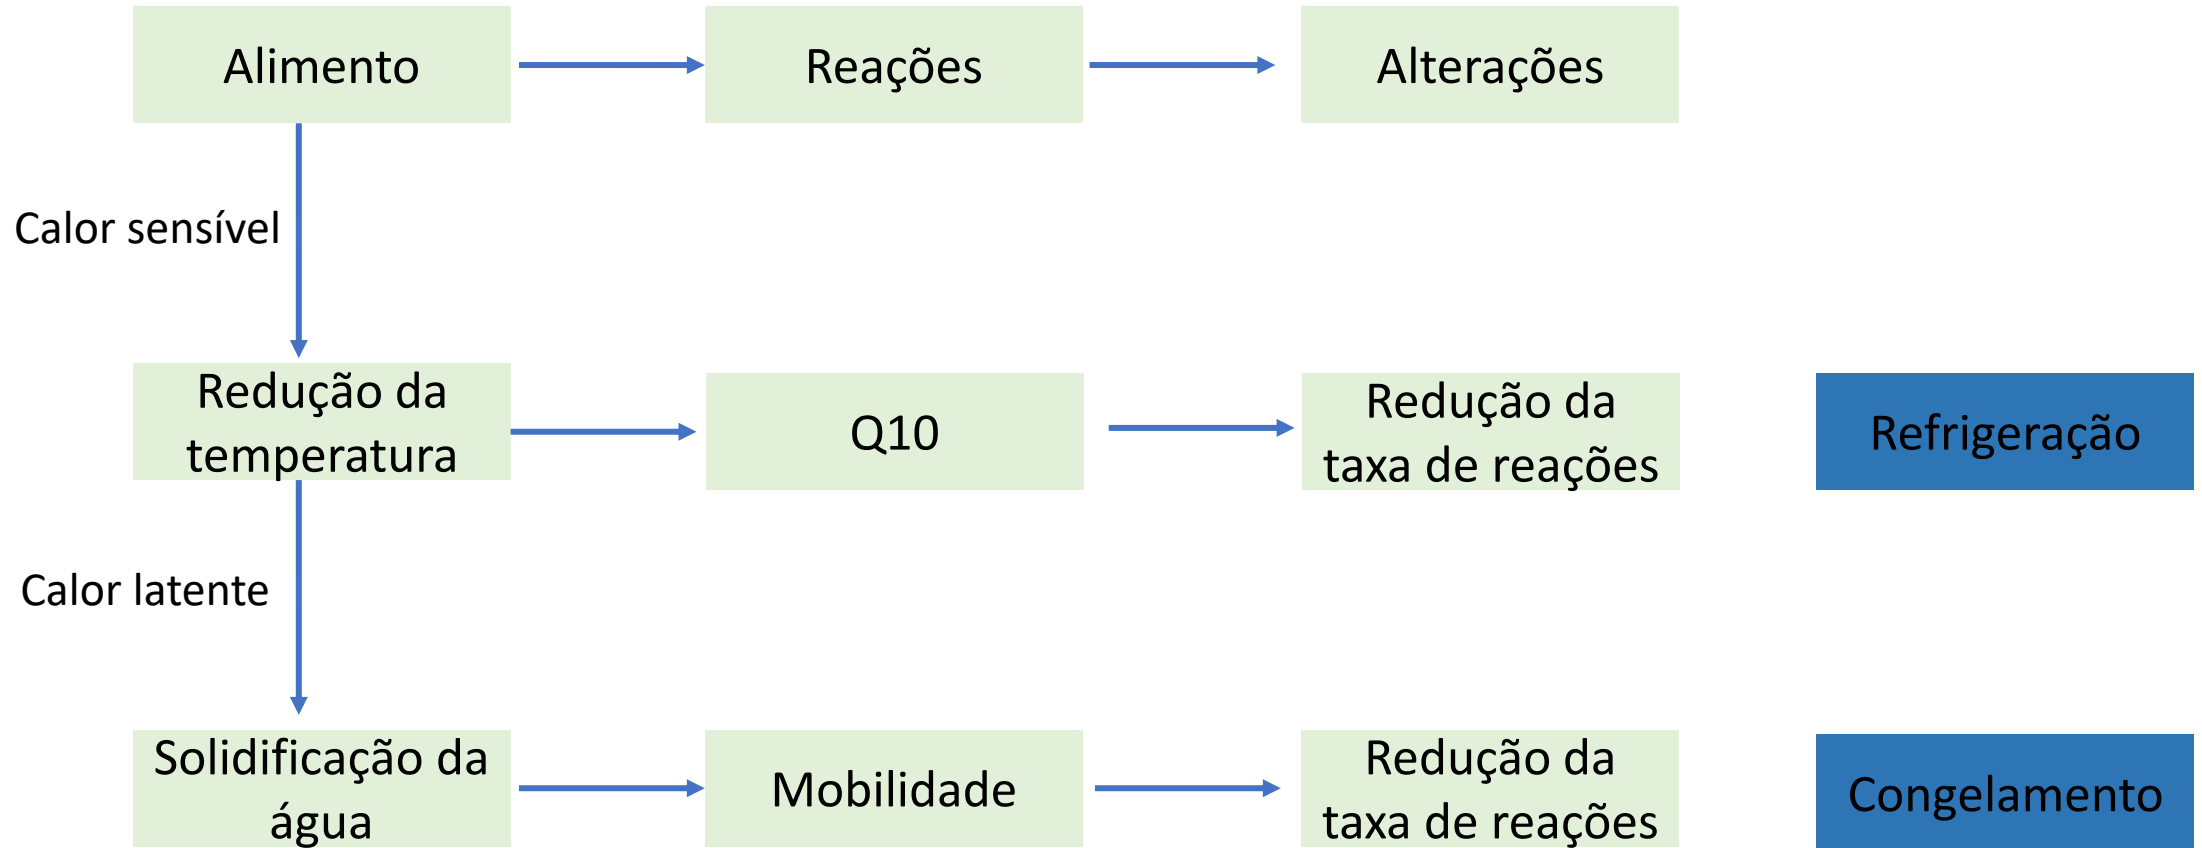 Alimento
Reações
Alterações
Calor sensível
Redução da
temperatura
Q10
Redução da
taxa de reações
Refrigeração
Calor latente
Solidificação da
água
Mobilidade
Redução da
taxa de reações
Congelamento